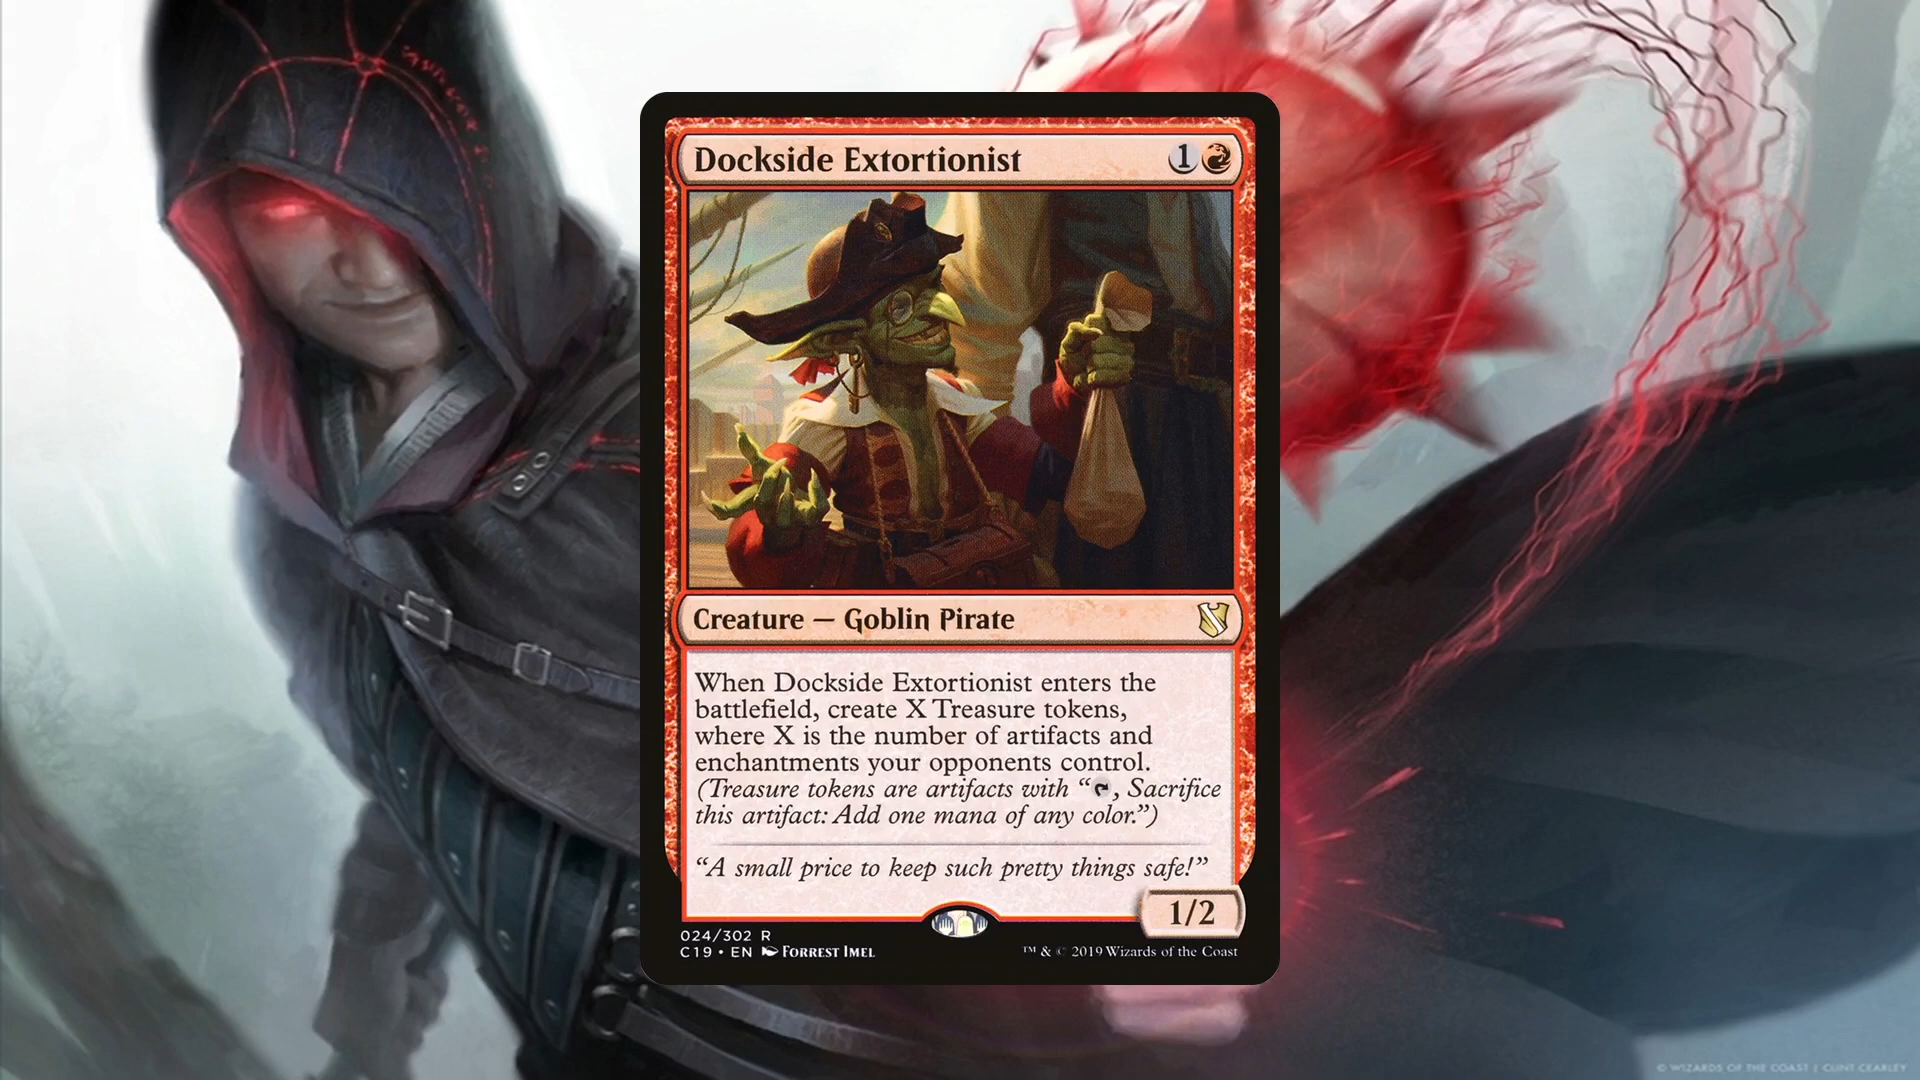 Dockside Extortionist 1
Creature — Goblin Pirate
When Dockside Extortionist enters the
battlefield, create X Treasure tokens,
where X is the number of artifacts and
enchantments your opponents control.
(Treasure tokens are artifacts with “, Sacrifice
this artifact: Add one mana of any color.”)
“A small price to keep such pretty things safe!”
1/2
024/302 R
C19 • EN FORREST IMEL
™ & © 2019 Wizards of the Coast
© WIZARDS OF THE COAST | CLINT CEARLEY